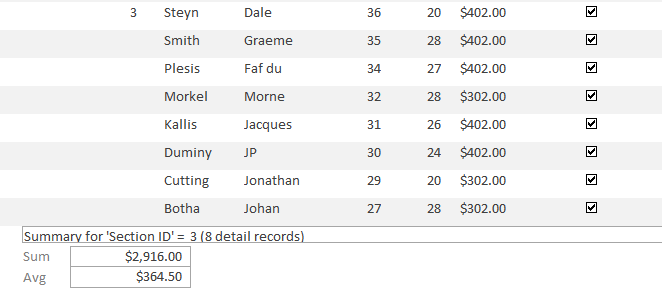 3 Steyn Dale 36 20 $402.00
Smith Graeme 35 28 $402.00
Plesis Faf du 34 27 $402.00
Morkel Morne 32 28 $302.00
Kallis Jacques 31 26 $402.00
Duminy JP 30 24 $402.00
Cutting Jonathan 29 20 $302.00
Botha Johan 27 28 $302.00
Summary for 'Section ID' = 3 (8 detail records)
Sum $2,916.00
Avg $364.50